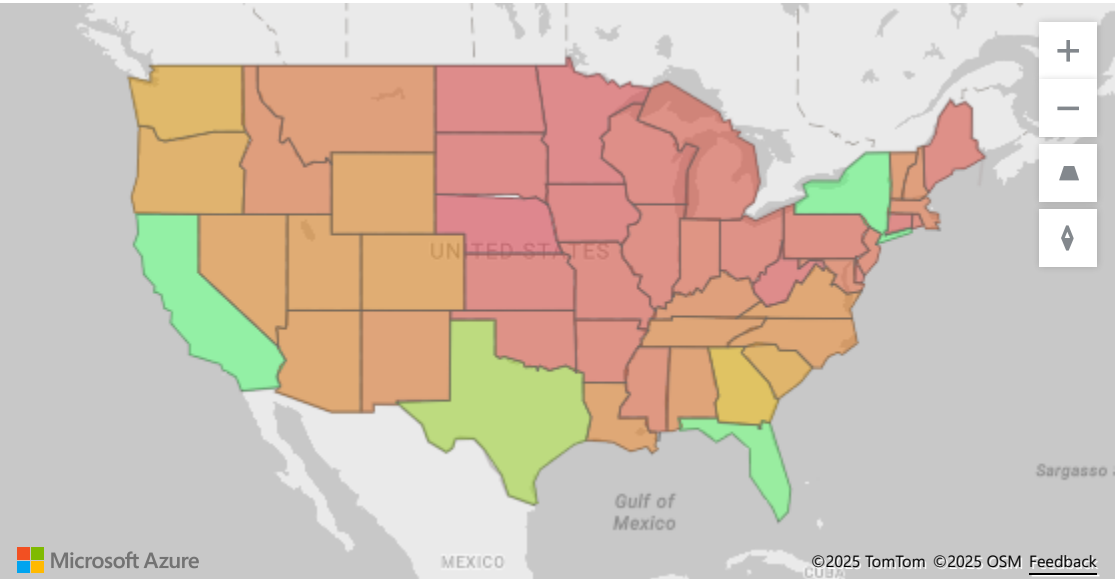 UNITED STATES
Gulf of
Mexico
Sargasso
MEXICO
CUBA
Microsoft Azure
©2025 TomTom ©2025 OSM Feedback